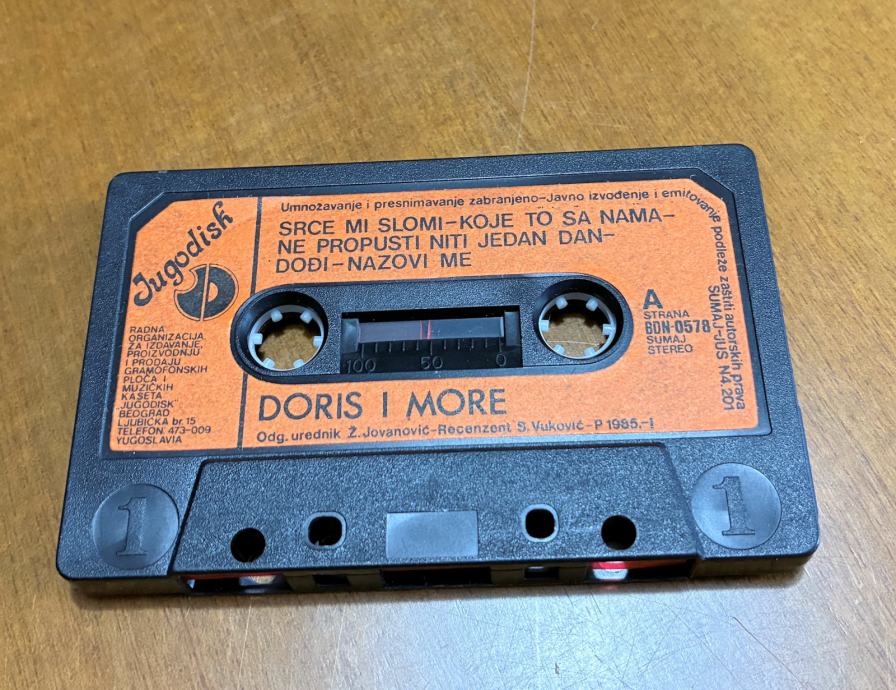 Jugodisk
RADNA
ORGANIZACIJA
ZA IZDAVANJE,
PROIZVODNJU
I PRODAJU
GRAMOFONSKIH
PLOČA I
MUZIČKIH
KASETA
"JUGODISK"
BEOGRAD
LJUBIČKA br. 15
TELEFON 473-009
YUGOSLAVIA
Umnožavanje i presnimavanje zabranjeno-Javno izvođenje i emitovanje podleže zaštiti autorskih prava
SUMAJ-JUS N4.201
SRCE MI SLOMI-KOJE TO SA NAMA-
NE PROPUSTI NITI JEDAN DAN-
DOĐI-NAZOVI ME
A
STRANA
BDN-0578
SUMAJ
STEREO
100 50 0
DORIS I MORE
Odg. urednik Ž. Jovanović-Recenzent S. Vuković-P 1985.-I
1 1